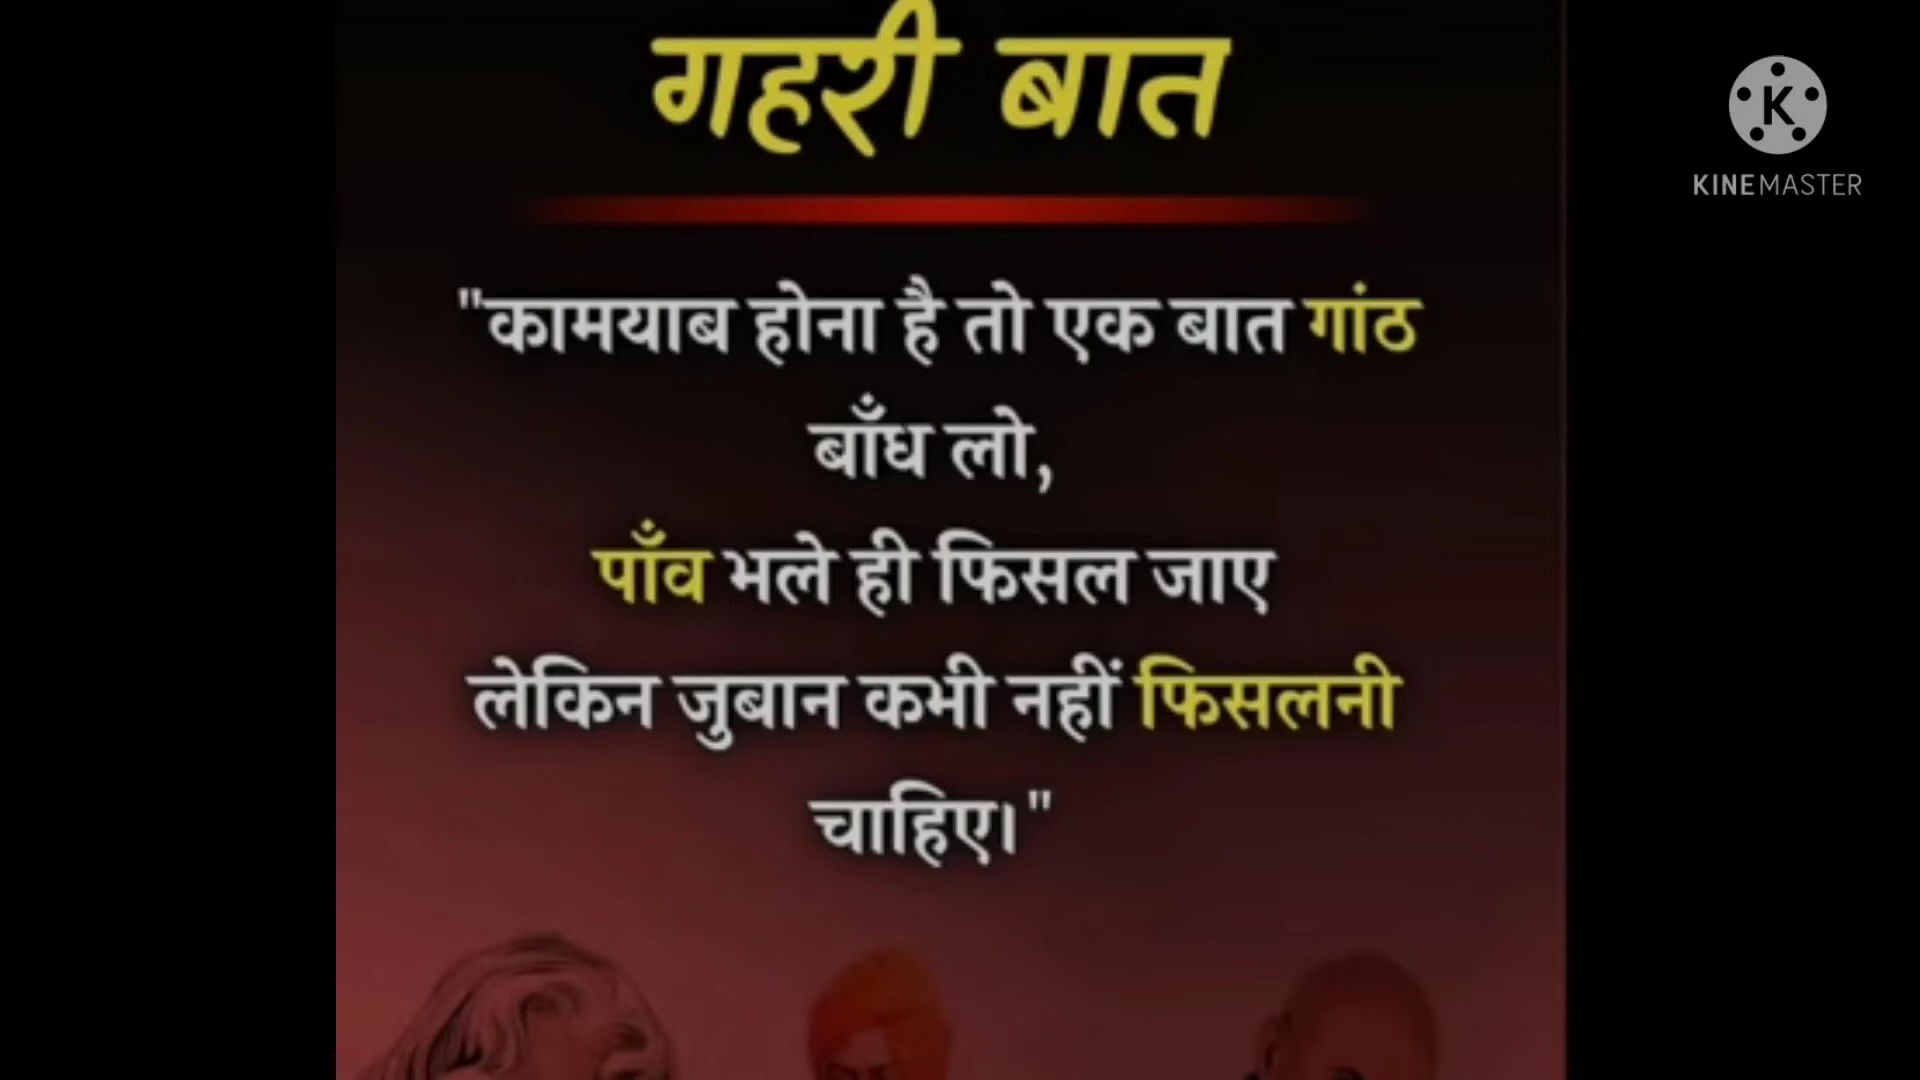 गहरी बात
KINEMASTER
"कामयाब होना है तो एक बात गांठ
बाँध लो,
पाँव भले ही फिसल जाए
लेकिन जुबान कभी नहीं फिसलनी
चाहिए।"